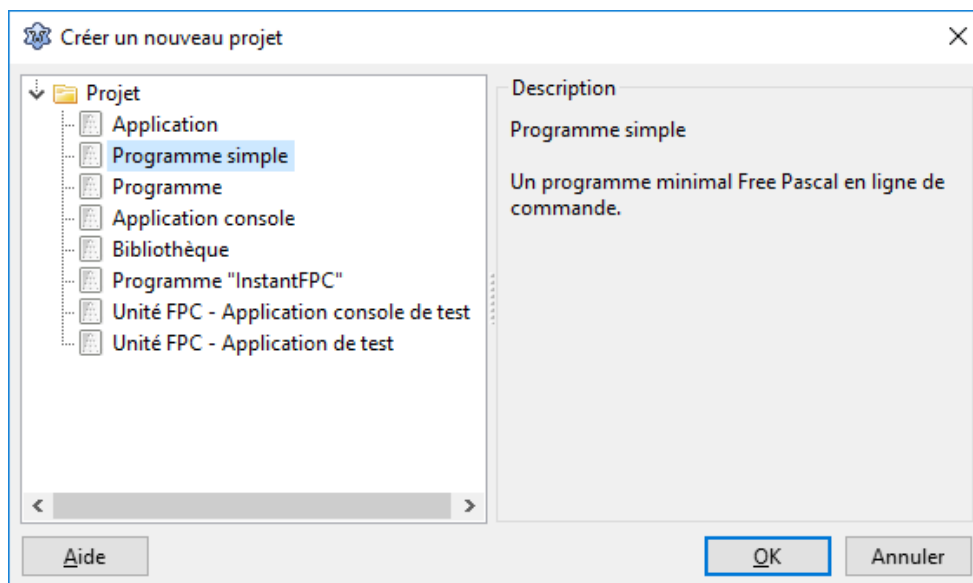 Créer un nouveau projet
Projet
Application
Programme simple
Programme
Application console
Bibliothèque
Programme "InstantFPC"
Unité FPC - Application console de test
Unité FPC - Application de test
Description
Programme simple
Un programme minimal Free Pascal en ligne de
commande.
Aide
OK
Annuler